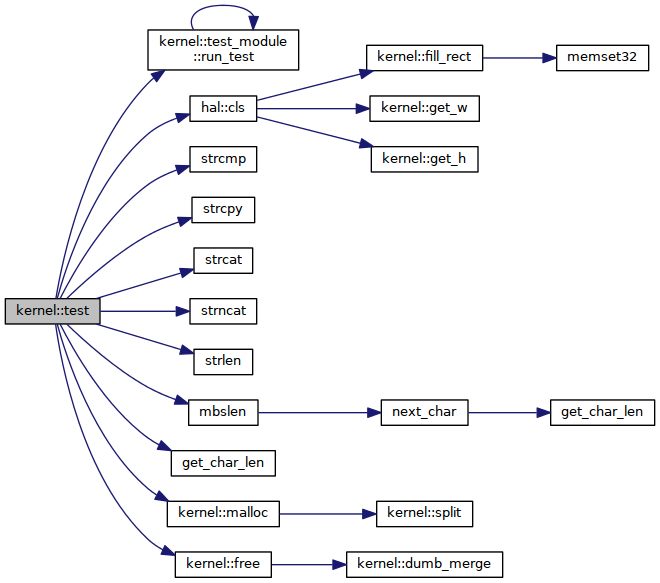 kernel::test_module
::run_test
kernel::fill_rect
memset32
hal::cls
kernel::get_w
kernel::get_h
strcmp
strcpy
strcat
kernel::test
strncat
strlen
mbslen
next_char
get_char_len
get_char_len
kernel::malloc
kernel::split
kernel::free
kernel::dumb_merge